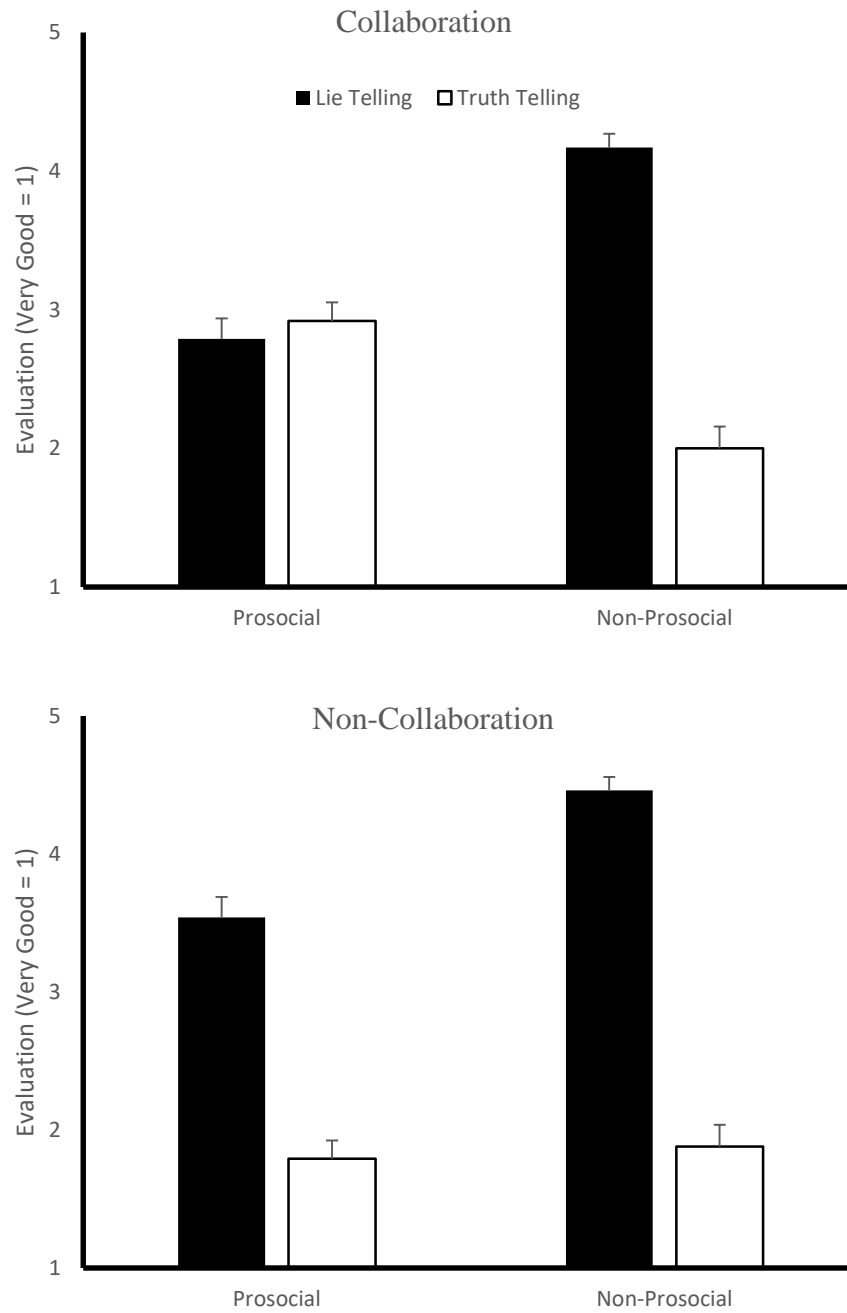 Collaboration
Lie Telling Truth Telling
Evaluation (Very Good = 1)
5
4
3
2
1
Prosocial Non-Prosocial
Non-Collaboration
Evaluation (Very Good = 1)
5
4
3
2
1
Prosocial Non-Prosocial